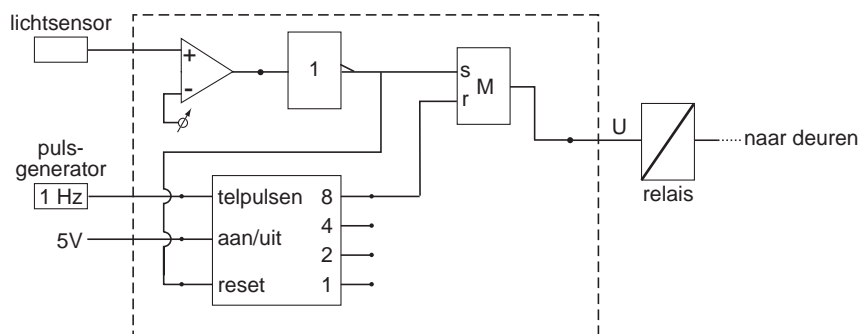 lichtsensor
+
-
1
s
r
M
U
naar deuren
relais
puls-
generator
1 Hz
5V
telpulsen
aan/uit
reset
8
4
2
1